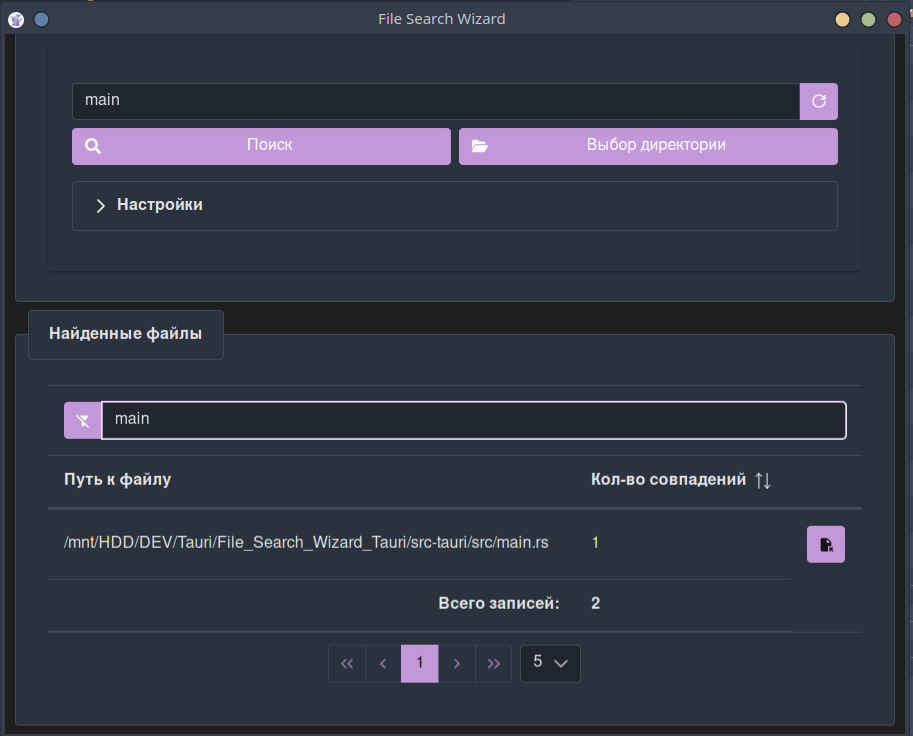 File Search Wizard
main
Поиск
Выбор директории
Настройки
Найденные файлы
main
Путь к файлу Кол-во совпадений
/mnt/HDD/DEV/Tauri/File_Search_Wizard_Tauri/src-tauri/src/main.rs 1
Всего записей: 2
« ‹ 1 › » 5